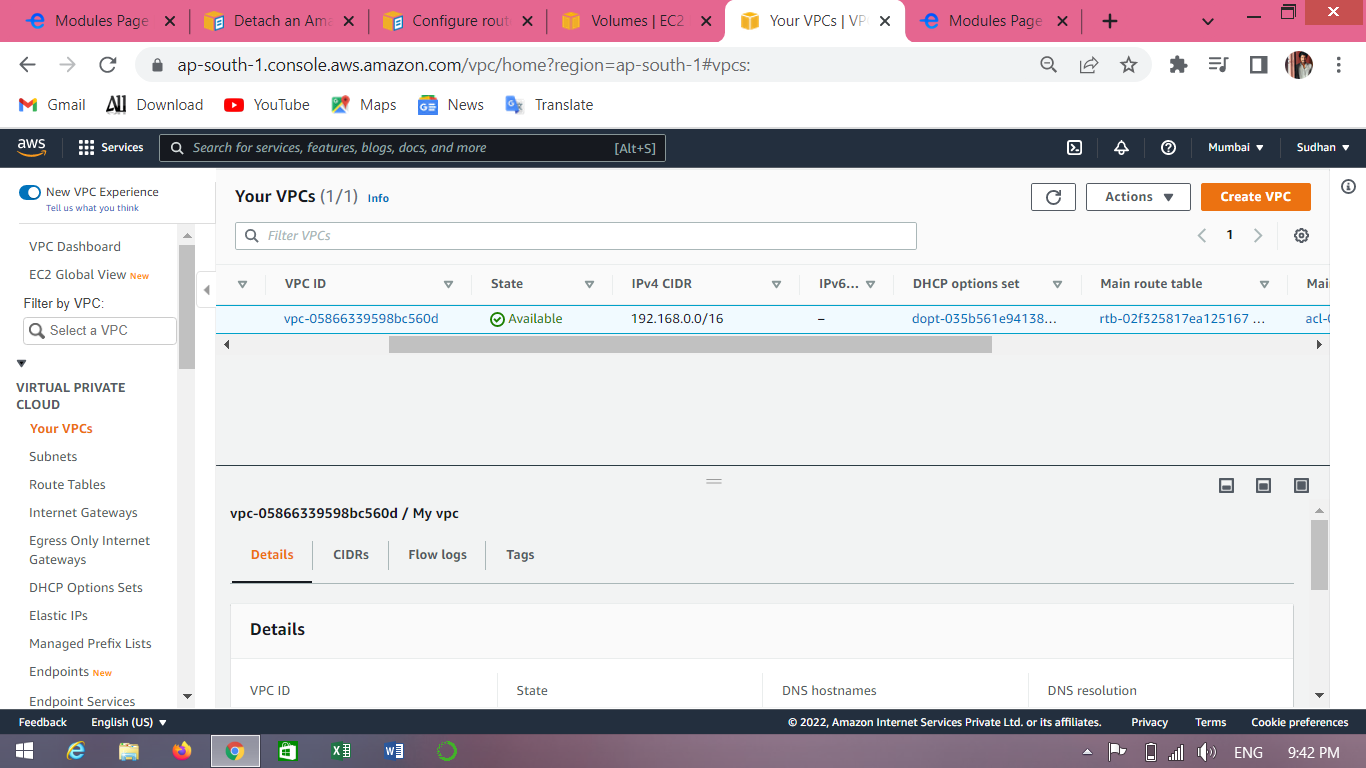 Modules Page
Detach an Ama
Configure rout
Volumes | EC2
Your VPCs | VP
Modules Page
ap-south-1.console.aws.amazon.com/vpc/home?region=ap-south-1#vpcs:
Gmail
All Download
YouTube
Maps
GE News
Translate
aws
Services
Search for services, features, blogs, docs, and more [Alt+S]
Mumbai
Sudhan
New VPC Experience
Tell us what you think
VPC Dashboard
EC2 Global View New
Filter by VPC:
Select a VPC
VIRTUAL PRIVATE
CLOUD
Your VPCs
Subnets
Route Tables
Internet Gateways
Egress Only Internet
Gateways
DHCP Options Sets
Elastic IPs
Managed Prefix Lists
Endpoints New
Endpoint Services
Your VPCs (1/1) Info
Actions
Create VPC
Filter VPCs
1
VPC ID State IPv4 CIDR IPv6... DHCP options set Main route table Mai
vpc-05866339598bc560d Available 192.168.0.0/16 – dopt-035b561e94138... rtb-02f325817ea125167 ... acl-0
vpc-05866339598bc560d / My vpc
Details CIDRs Flow logs Tags
Details
VPC ID State DNS hostnames DNS resolution
Feedback English (US) © 2022, Amazon Internet Services Private Ltd. or its affiliates. Privacy Terms Cookie preferences
ENG 9:42 PM